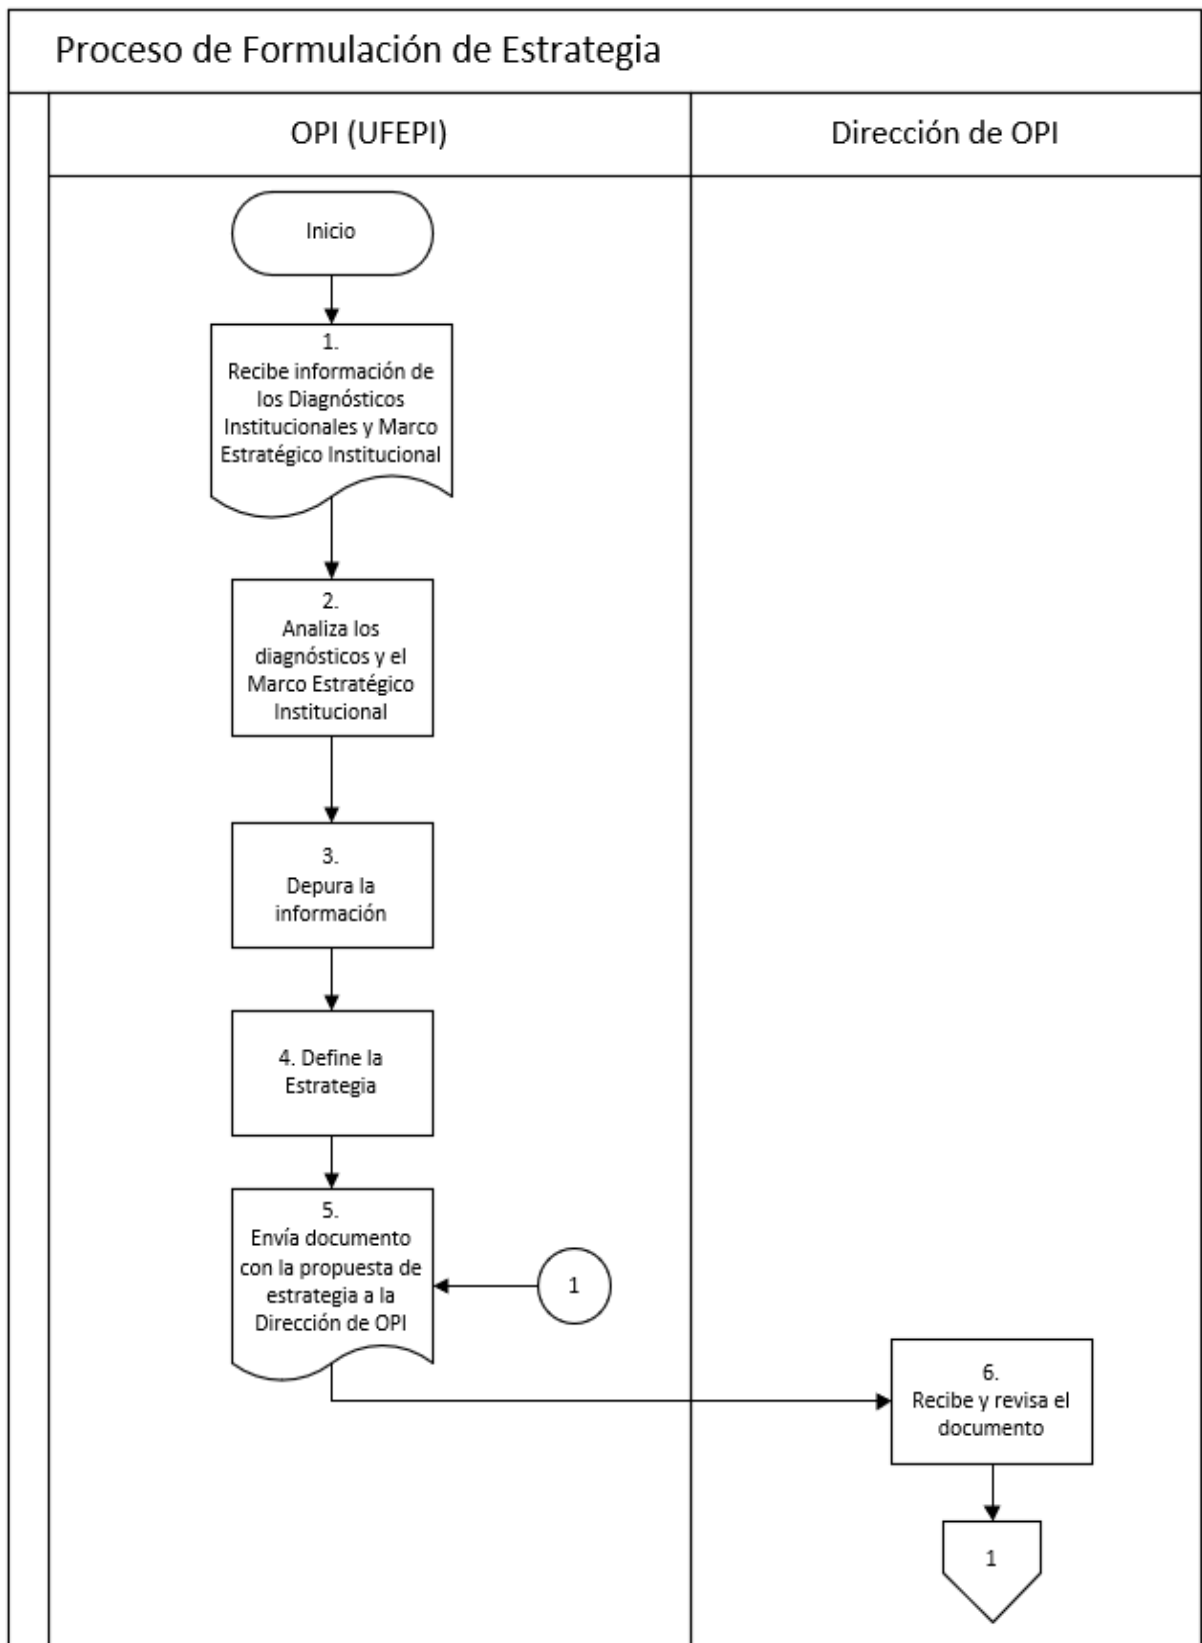 Proceso de Formulación de Estrategia
OPI (UFEPI)
Dirección de OPI
Inicio
1.
Recibe información de
los Diagnósticos
Institucionales y Marco
Estratégico Institucional
2.
Analiza los
diagnósticos y el
Marco Estratégico
Institucional
3.
Depura la
información
4. Define la
Estrategia
5.
Envía documento
con la propuesta de
estrategia a la
Dirección de OPI
1
6.
Recibe y revisa el
documento
1